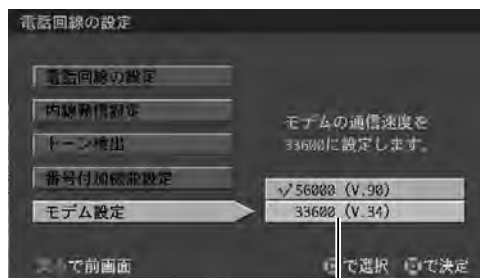 電話回線の設定
電話回線の設定
内線発信設定
トーン検出
番号付加機能設定
モデム設定
モデムの通信速度を
33600に設定します。
✓56000 (V.90)
33600 (V.34)
で前画面
で選択
で決定